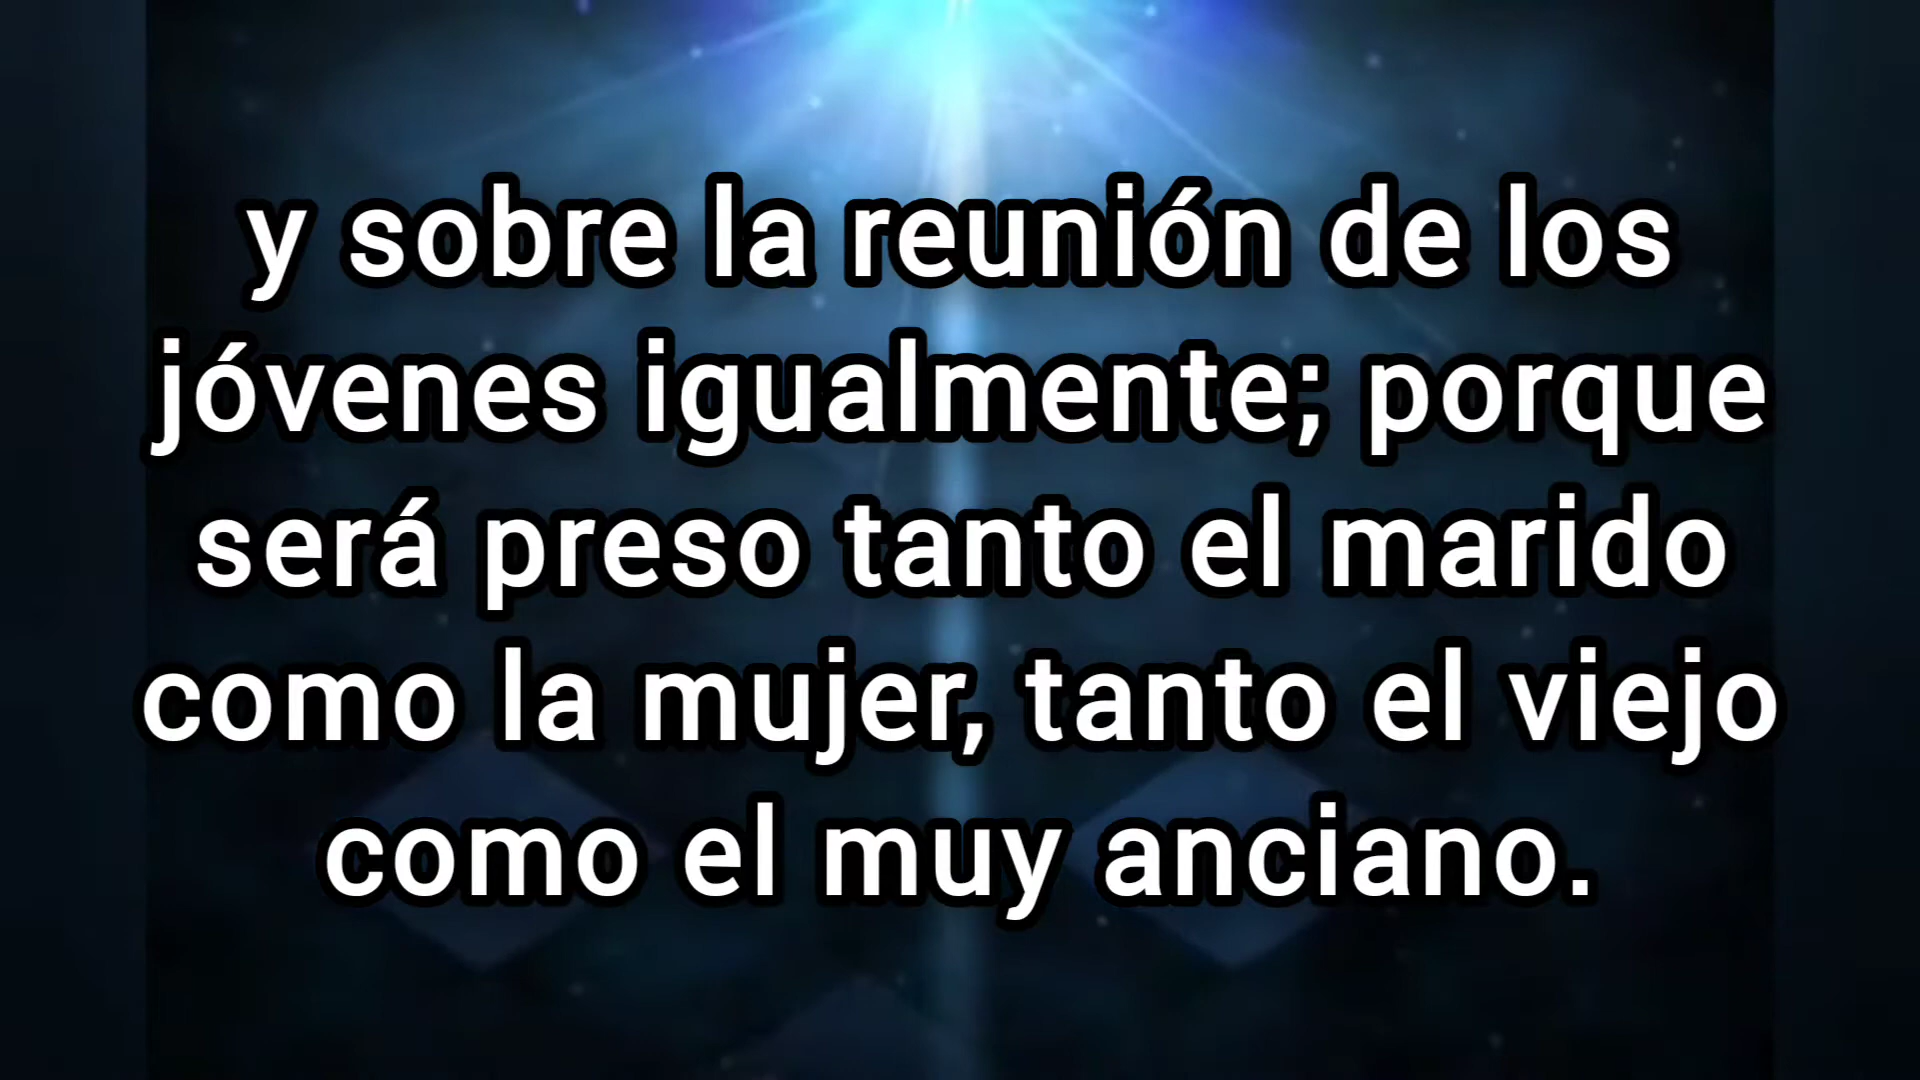 y sobre la reunión de los
jóvenes igualmente; porque
será preso tanto el marido
como la mujer, tanto el viejo
como el muy anciano.